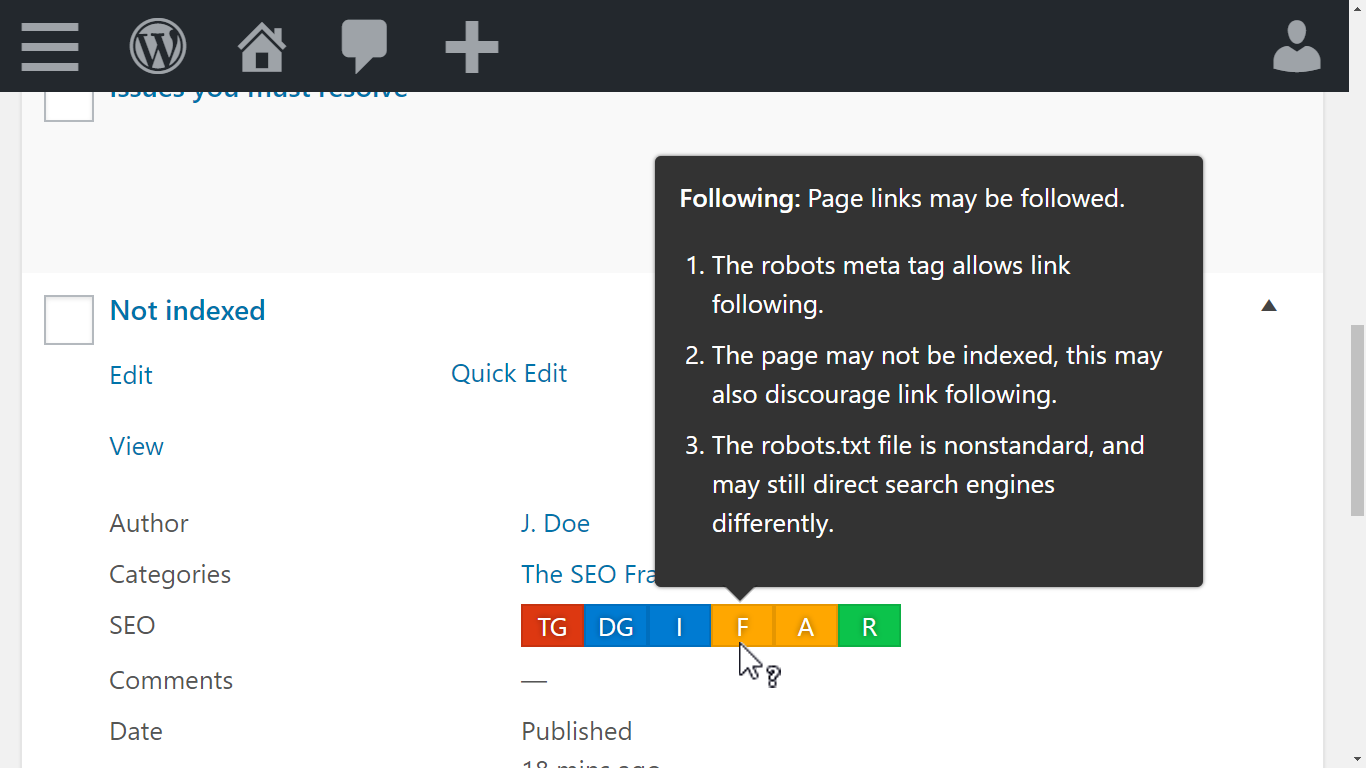 Issues you must resolve
Following: Page links may be followed.
1. The robots meta tag allows link
following.
2. The page may not be indexed, this may
also discourage link following.
3. The robots.txt file is nonstandard, and
may still direct search engines
differently.
Not indexed
Edit Quick Edit
View
Author J. Doe
Categories The SEO Fra
SEO TG DG I F A R
Comments —
Date Published
18 mins ago